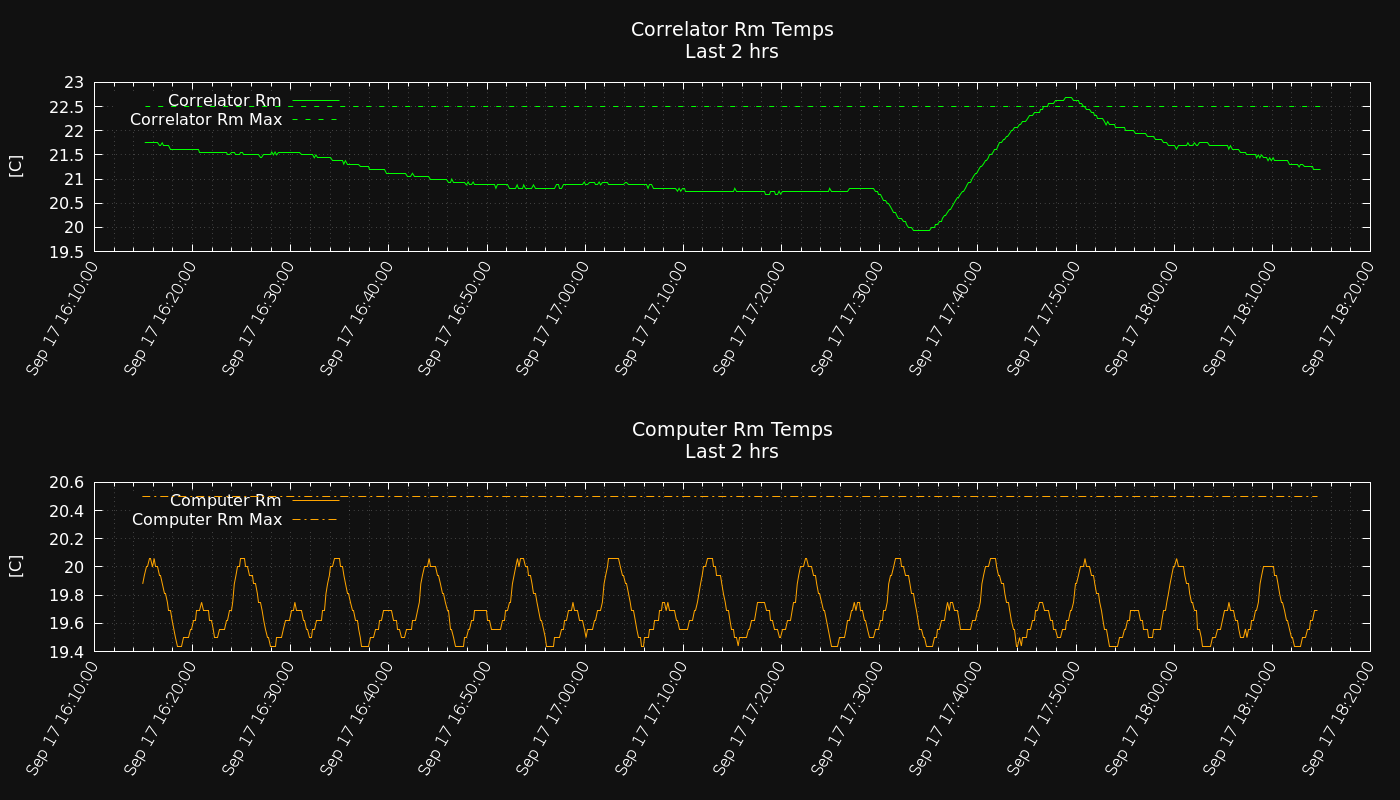 Correlator Rm Temps
Last 2 hrs
23
22.5
22
21.5
21
20.5
20
19.5
[C]
Correlator Rm
Correlator Rm Max
Sep 17 16:10:00
Sep 17 16:20:00
Sep 17 16:30:00
Sep 17 16:40:00
Sep 17 16:50:00
Sep 17 17:00:00
Sep 17 17:10:00
Sep 17 17:20:00
Sep 17 17:30:00
Sep 17 17:40:00
Sep 17 17:50:00
Sep 17 18:00:00
Sep 17 18:10:00
Sep 17 18:20:00
Computer Rm Temps
Last 2 hrs
20.6
20.4
20.2
20
19.8
19.6
19.4
[C]
Computer Rm
Computer Rm Max
Sep 17 16:10:00
Sep 17 16:20:00
Sep 17 16:30:00
Sep 17 16:40:00
Sep 17 16:50:00
Sep 17 17:00:00
Sep 17 17:10:00
Sep 17 17:20:00
Sep 17 17:30:00
Sep 17 17:40:00
Sep 17 17:50:00
Sep 17 18:00:00
Sep 17 18:10:00
Sep 17 18:20:00